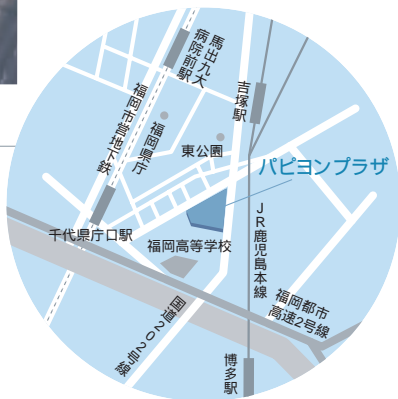 馬出九大
病院前駅
吉塚駅
福岡市営地下鉄
福岡県庁
東公園
パピヨンプラザ
千代県庁口駅
福岡高等学校
JR鹿児島本線
国道202号線
福岡都市
高速2号線
博多駅